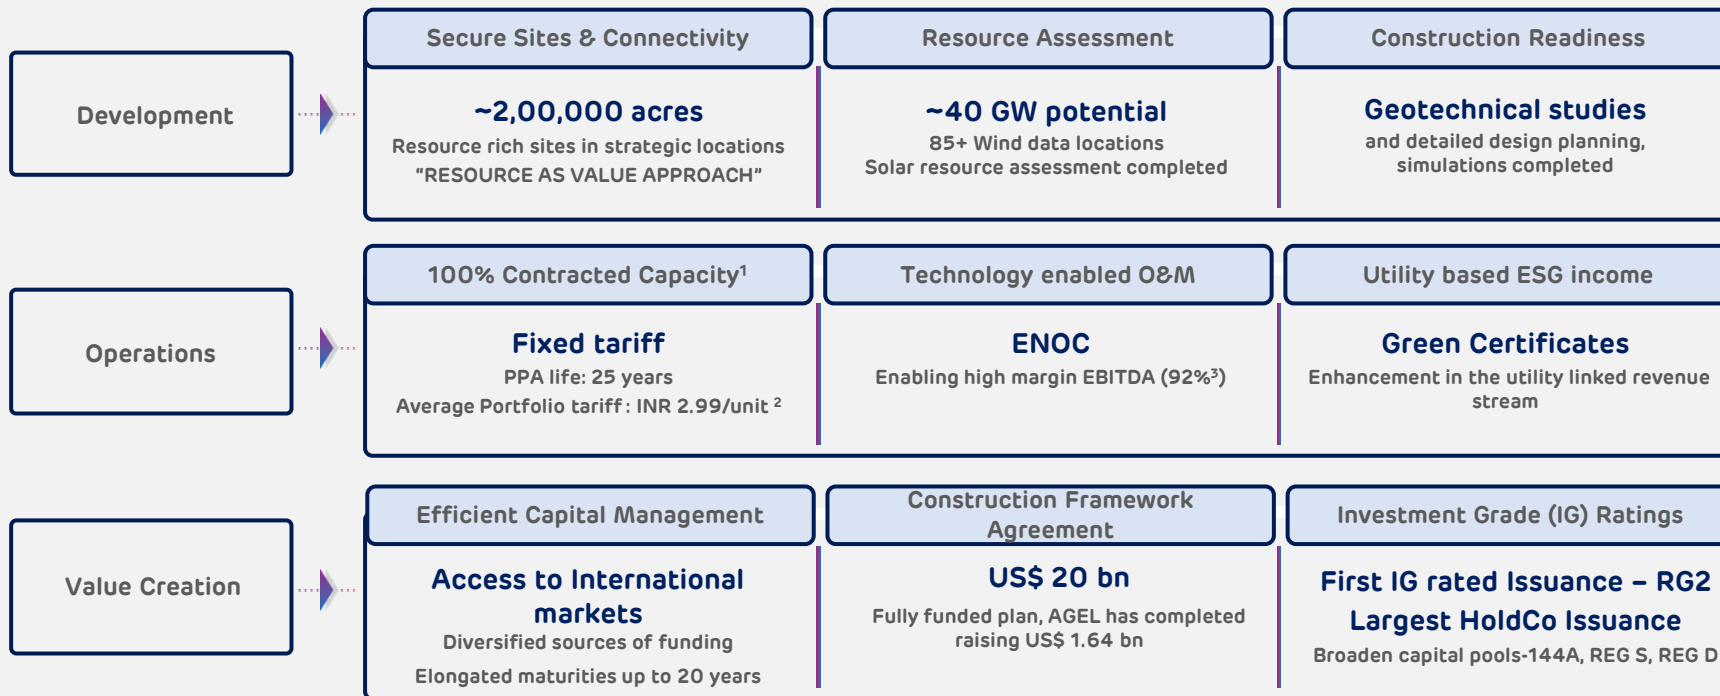 Development
Secure Sites & Connectivity
~2,00,000 acres
Resource rich sites in strategic locations
"RESOURCE AS VALUE APPROACH"
Resource Assessment
~40 GW potential
85+ Wind data locations
Solar resource assessment completed
Construction Readiness
Geotechnical studies
and detailed design planning,
simulations completed
Operations
100% Contracted Capacity¹
Fixed tariff
PPA life: 25 years
Average Portfolio tariff : INR 2.99/unit ²
Technology enabled O&M
ENOC
Enabling high margin EBITDA (92%³)
Utility based ESG income
Green Certificates
Enhancement in the utility linked revenue
stream
Value Creation
Efficient Capital Management
Access to International
markets
Diversified sources of funding
Elongated maturities up to 20 years
Construction Framework
Agreement
US$ 20 bn
Fully funded plan, AGEL has completed
raising US$ 1.64 bn
Investment Grade (IG) Ratings
First IG rated Issuance – RG2
Largest HoldCo Issuance
Broaden capital pools-144A, REG S, REG D